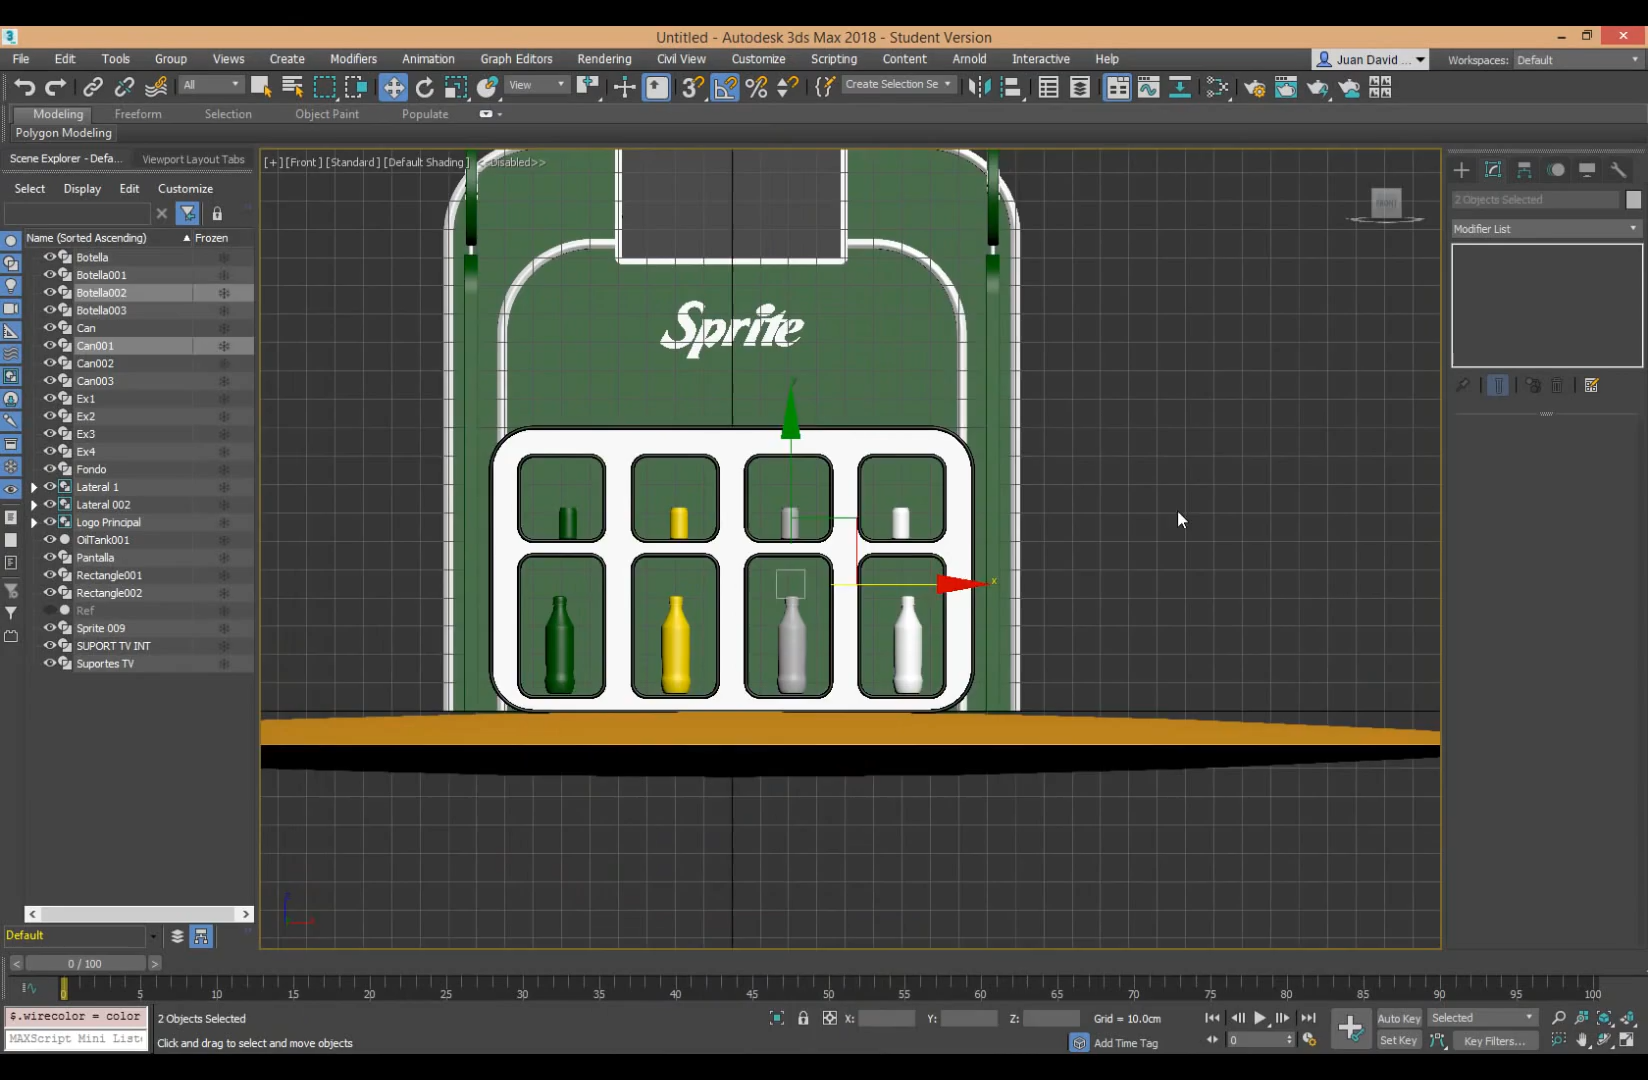 Untitled - Autodesk 3ds Max 2018 - Student Version
File Edit Tools Group Views Create Modifiers Animation Graph Editors Rendering Civil View Customize Scripting Content Arnold Interactive Help Juan David ... Workspaces: Default
All View Create Selection Se
Modeling Freeform Selection Object Paint Populate
Polygon Modeling
Scene Explorer - Defa... Viewport Layout Tabs
[+] [Front ] [Standard ] [Default Shading ] <<Disabled>>
Select Display Edit Customize
FRONT
2 Objects Selected
Modifier List
Name (Sorted Ascending) Frozen
Botella
Botella001
Botella002
Botella003
Can
Can001
Can002
Can003
Ex1
Ex2
Ex3
Ex4
Fondo
Lateral 1
Lateral 002
Logo Principal
OilTank001
Pantalla
Rectangle001
Rectangle002
Ref
Sprite 009
SUPORT TV INT
Suportes TV
Sprite
x
Default
0 / 100
0 5 10 15 20 25 30 35 40 45 50 55 60 65 70 75 80 85 90 95 100
$.wirecolor = color
MAXScript Mini List
2 Objects Selected
Click and drag to select and move objects
X: Y: Z: Grid = 10.0cm
Add Time Tag
0
Auto Key Selected
Set Key Key Filters...